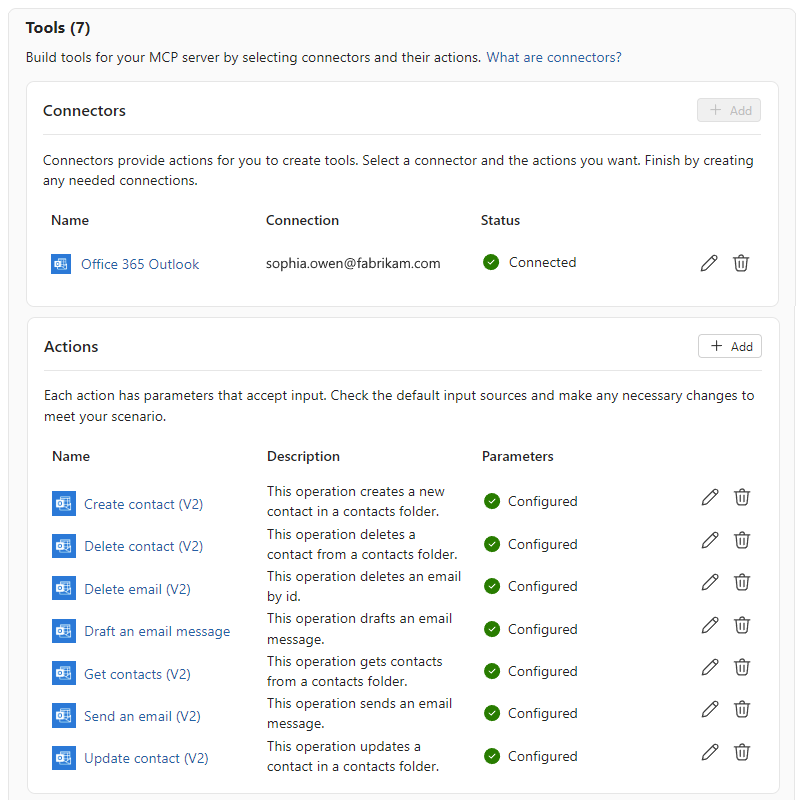 Tools (7)
Build tools for your MCP server by selecting connectors and their actions. What are connectors?
Connectors
Add
Connectors provide actions for you to create tools. Select a connector and the actions you want. Finish by creating
any needed connections.
Name Connection Status
Office 365 Outlook sophia.owen@fabrikam.com Connected
Actions
Add
Each action has parameters that accept input. Check the default input sources and make any necessary changes to
meet your scenario.
Name Description Parameters
Create contact (V2) This operation creates a new
contact in a contacts folder. Configured
Delete contact (V2) This operation deletes a
contact from a contacts folder. Configured
Delete email (V2) This operation deletes an email
by id. Configured
Draft an email message This operation drafts an email
message. Configured
Get contacts (V2) This operation gets contacts
from a contacts folder. Configured
Send an email (V2) This operation sends an email
message. Configured
Update contact (V2) This operation updates a
contact in a contacts folder. Configured